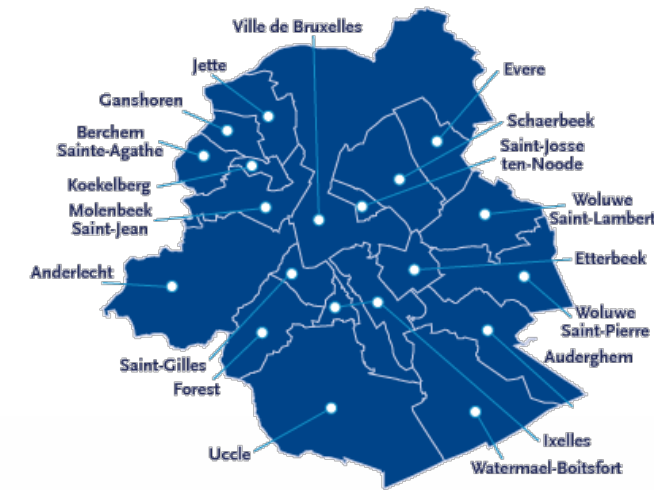 Ville de Bruxelles
Jette
Evere
Ganshoren
Schaerbeek
Berchem
Sainte-Agathe
Saint-Josse
ten-Noode
Koekelberg
Molenbeek
Saint-Jean
Woluwe
Saint-Lambert
Anderlecht
Etterbeek
Woluwe
Saint-Pierre
Auderghem
Saint-Gilles
Forest
Ixelles
Uccle
Watermael-Boitsfort